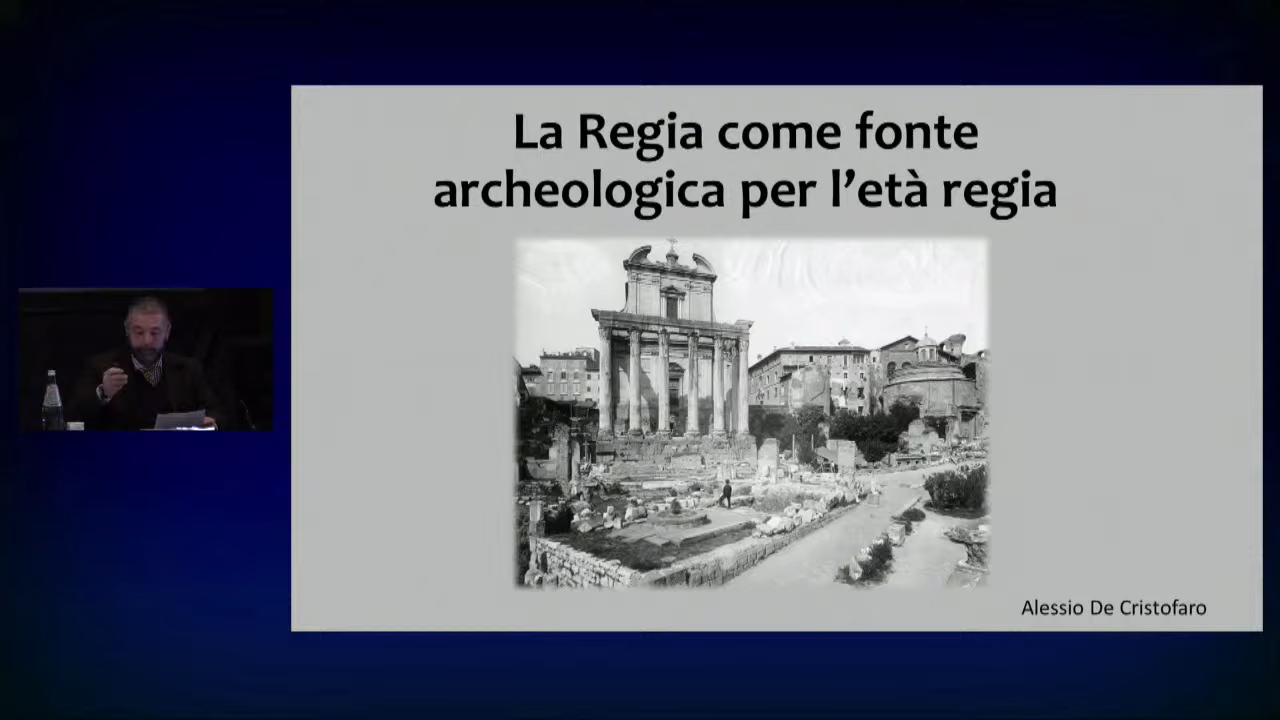 La Regia come fonte
archeologica per l’età regia
Alessio De Cristofaro